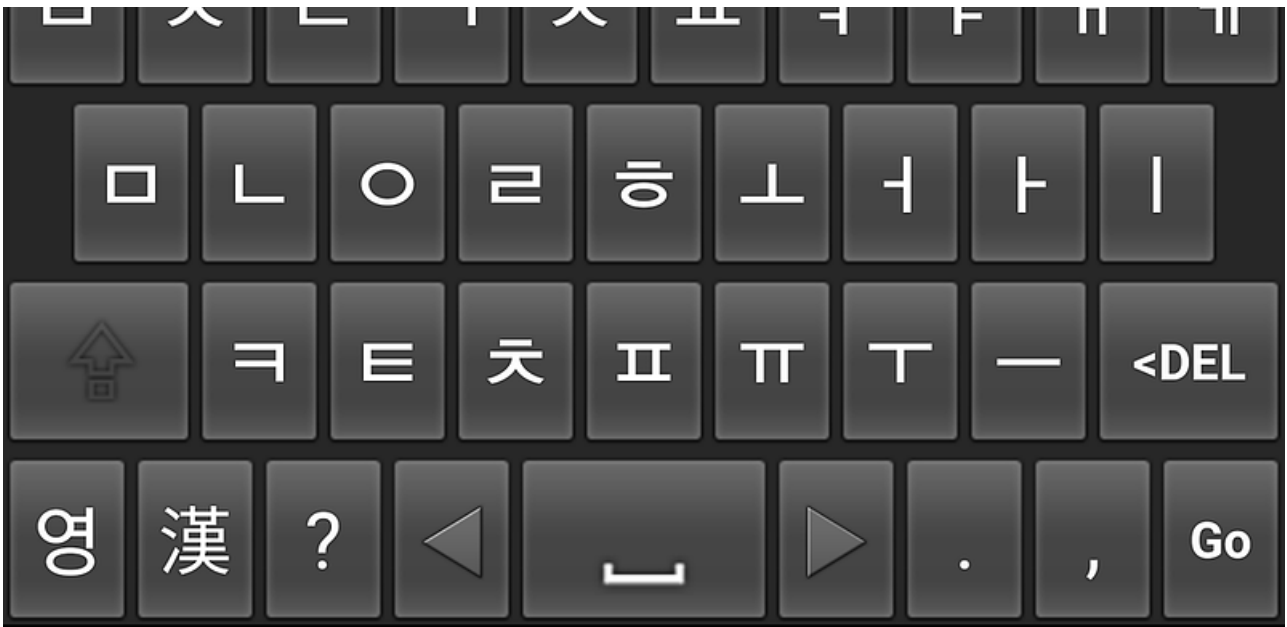 ㅁ ㄴ ㅇ ㄹ ㅎ ㅗ ㅓ ㅏ ㅣ
ㅋ ㅌ ㅊ ㅍ ㅠ ㅜ ㅡ <DEL
영 漢 ? . , Go